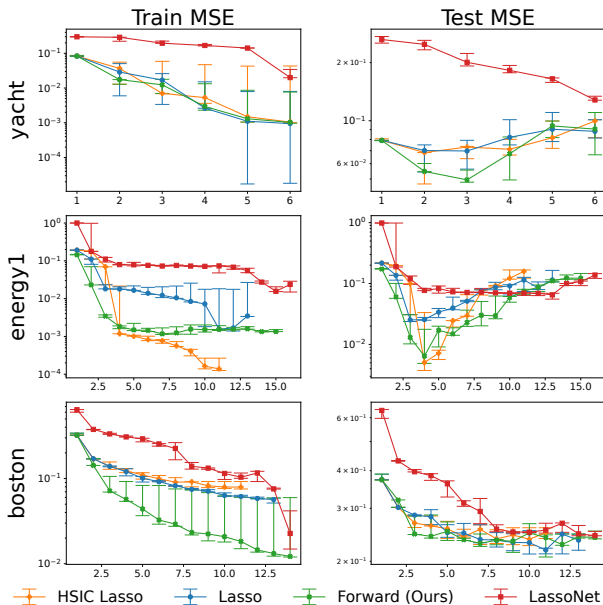 Train MSE Test MSE
yacht
10⁻¹
10⁻²
10⁻³
10⁻⁴
1 2 3 4 5 6
2 × 10⁻¹
10⁻¹
6 × 10⁻²
1 2 3 4 5 6
energy1
10⁰
10⁻¹
10⁻²
10⁻³
10⁻⁴
2.5 5.0 7.5 10.0 12.5 15.0
10⁰
10⁻¹
10⁻²
2.5 5.0 7.5 10.0 12.5 15.0
boston
10⁻¹
10⁻²
2.5 5.0 7.5 10.0 12.5
6 × 10⁻¹
4 × 10⁻¹
3 × 10⁻¹
2 × 10⁻¹
2.5 5.0 7.5 10.0 12.5
HSIC Lasso Lasso Forward (Ours) LassoNet